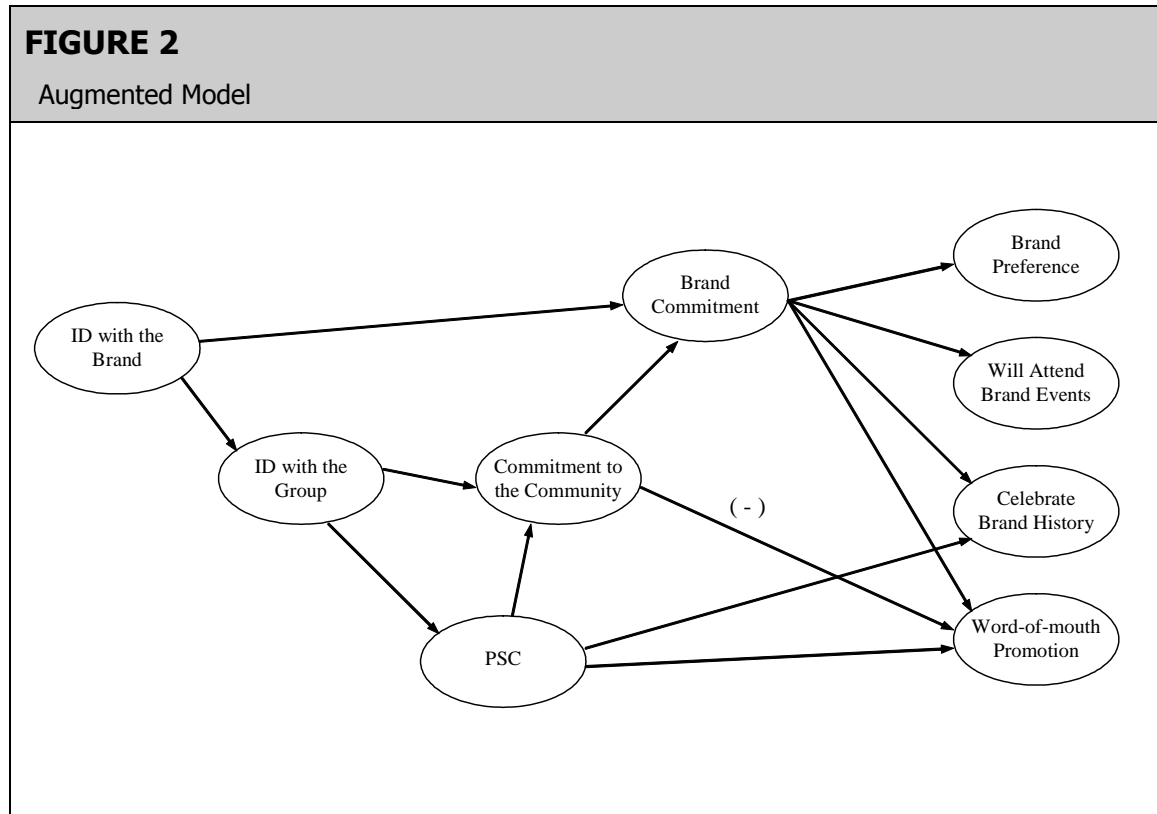 FIGURE 2
Augmented Model
Brand
Preference
Brand
Commitment
ID with the
Brand
Will Attend
Brand Events
ID with the
Group
Commitment to
the Community
( - )
Celebrate
Brand History
PSC
Word-of-mouth
Promotion